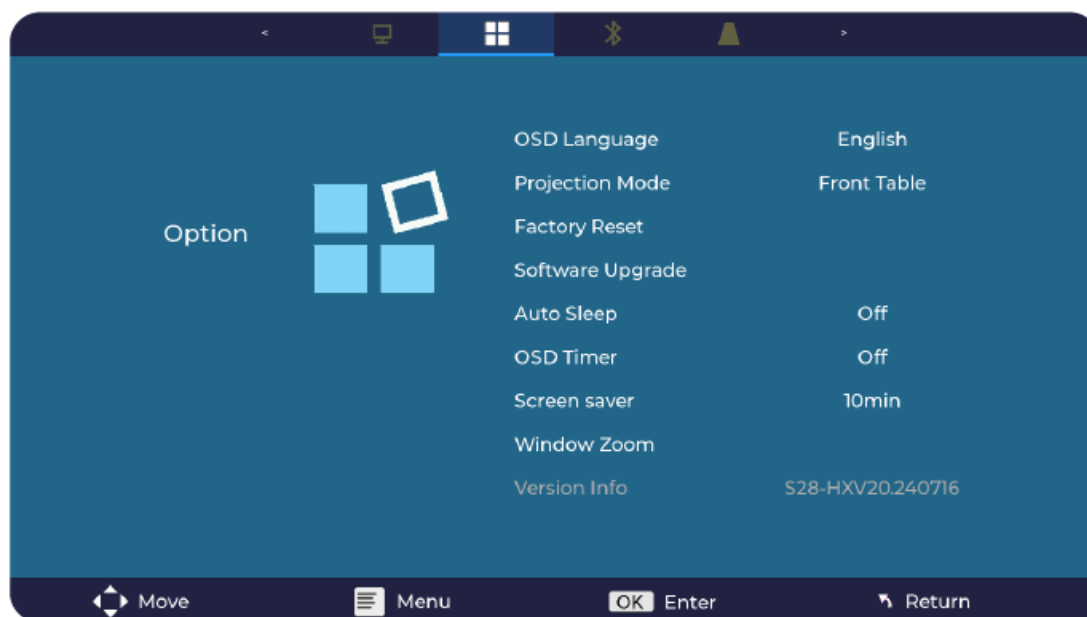 < >
Option
OSD Language English
Projection Mode Front Table
Factory Reset
Software Upgrade
Auto Sleep Off
OSD Timer Off
Screen saver 10min
Window Zoom
Version Info S28-HXV20.240716
Move Menu OK Enter Return